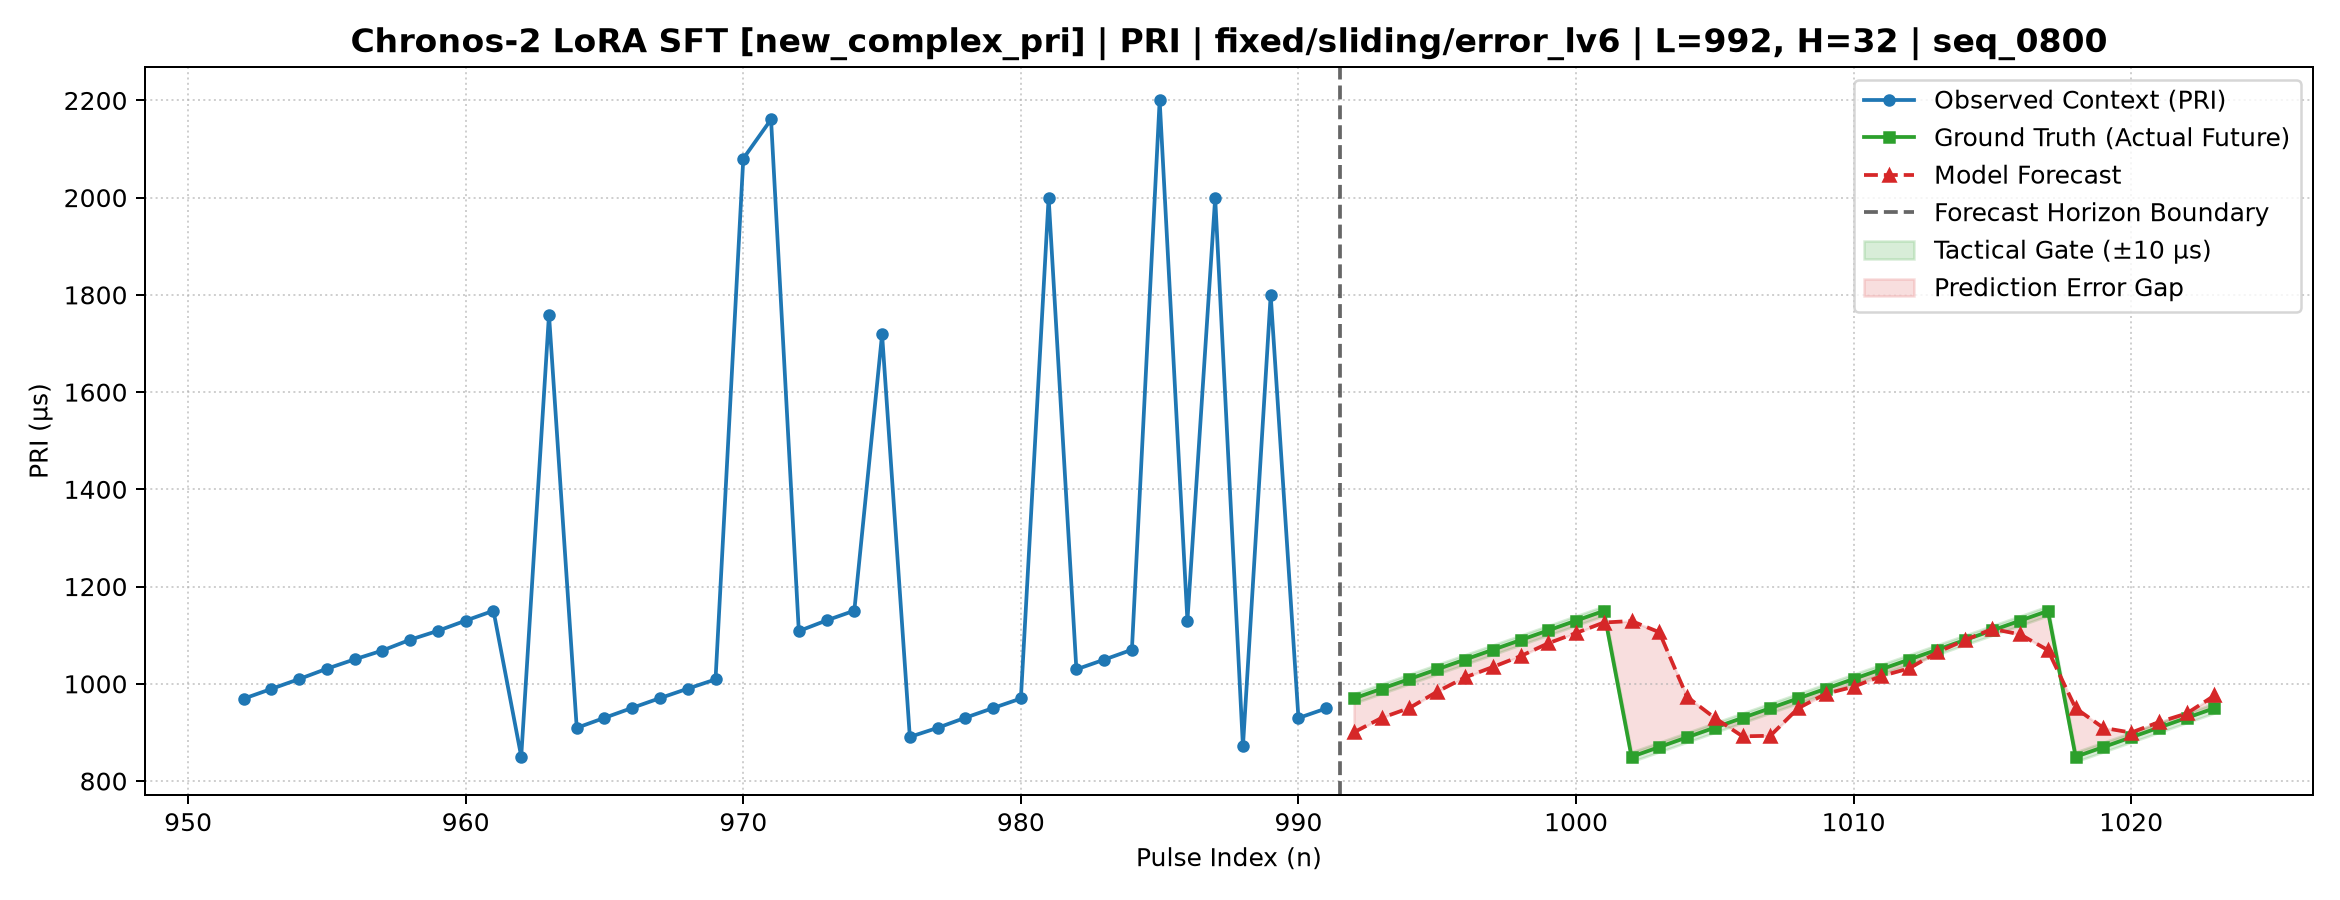 Chronos-2 LoRA SFT [new_complex_pri] | PRI | fixed/sliding/error_lv6 | L=992, H=32 | seq_0800
Observed Context (PRI)
Ground Truth (Actual Future)
Model Forecast
Forecast Horizon Boundary
Tactical Gate (±10 µs)
Prediction Error Gap
PRI (µs)
2200
2000
1800
1600
1400
1200
1000
800
950
960
970
980
990
1000
1010
1020
Pulse Index (n)